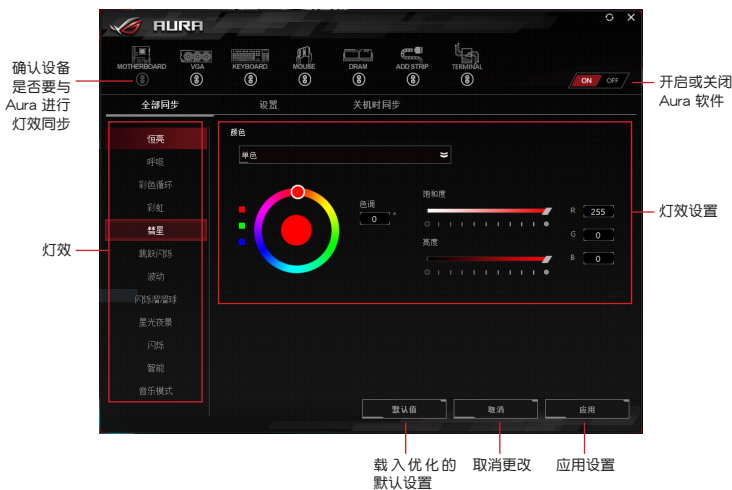 AURA
MOTHERBOARD VGA KEYBOARD MOUSE DRAM ADD STRIP TERMINAL
确认设备
是否要与
Aura 进行
灯效同步
ON OFF
开启或关闭
Aura 软件
全部同步 设置 关机时同步
灯效
恒亮
呼吸
彩色循环
彩虹
彗星
跳跃闪烁
波动
闪烁溜溜球
星光夜景
闪烁
智能
音乐模式
颜色
单色
色调
0 °
饱和度
亮度
R 255
G 0
B 0
灯效设置
默认值 取消 应用
载入优化的
默认设置
取消更改
应用设置